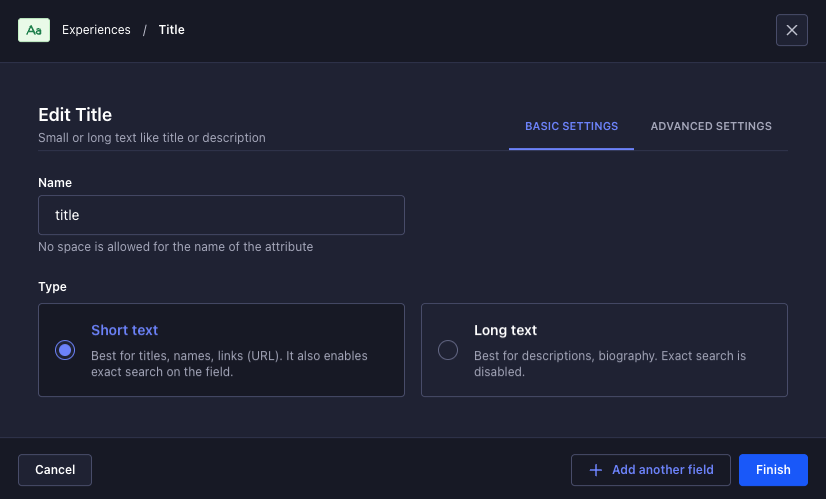 Aa Experiences / Title
Edit Title
Small or long text like title or description
BASIC SETTINGS ADVANCED SETTINGS
Name
title
No space is allowed for the name of the attribute
Type
Short text
Best for titles, names, links (URL). It also enables
exact search on the field.
Long text
Best for descriptions, biography. Exact search is
disabled.
Cancel
Add another field
Finish